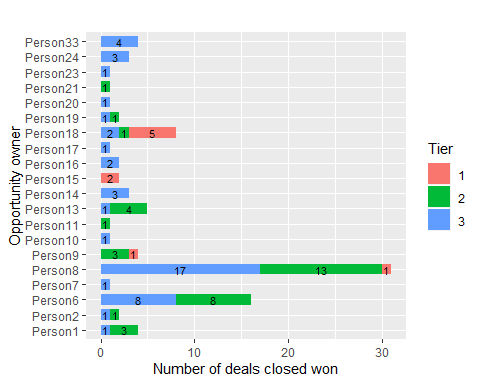 Person33 4
Person24 3
Person23 1
Person21 1
Person20 1
Person19 1 1
Person18 2 1 5
Person17 1
Person16 2
Person15 2
Person14 3
Person13 1 4
Person11 1
Person10 1
Person9 3 1
Person8 17 13 1
Person7 1
Person6 8 8
Person2 1 1
Person1 1 3
0 10 20 30
Number of deals closed won
Opportunity owner
Tier
1
2
3